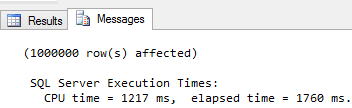 Results Messages
(1000000 row(s) affected)
SQL Server Execution Times:
CPU time = 1217 ms,  elapsed time = 1760 ms.